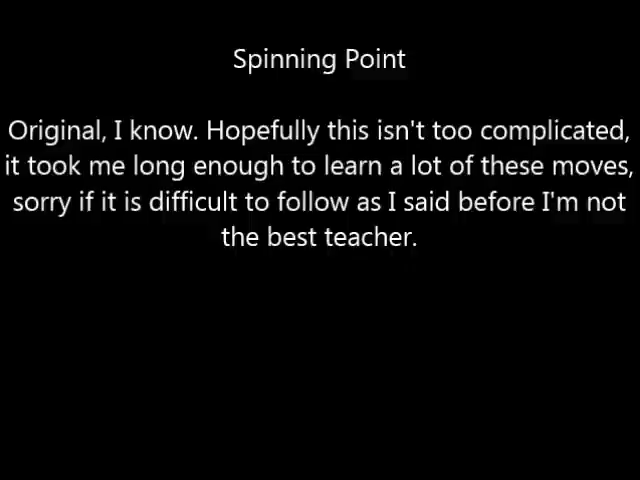 Spinning Point
Original, I know. Hopefully this isn't too complicated,
it took me long enough to learn a lot of these moves,
sorry if it is difficult to follow as I said before I'm not
the best teacher.